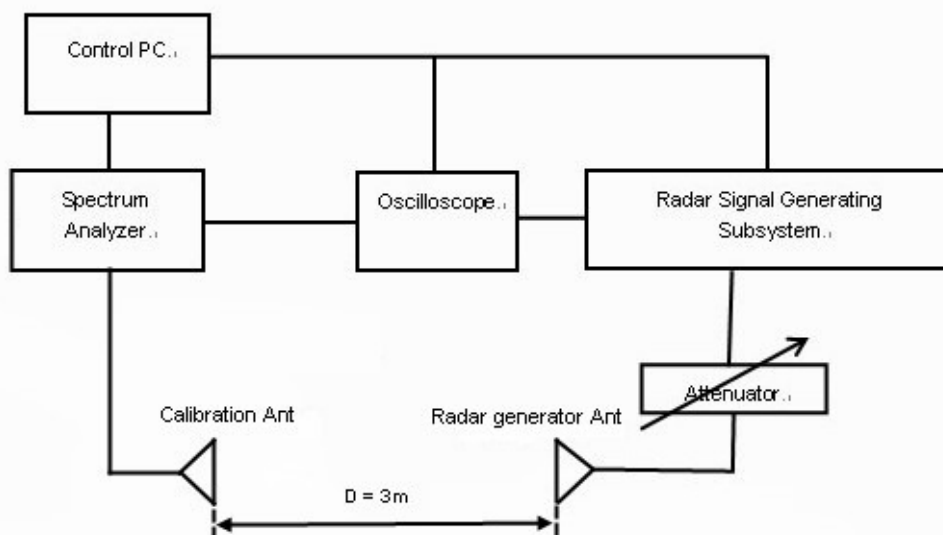 Control PC
Spectrum
Analyzer
Oscilloscope
Radar Signal Generating
Subsystem
Attenuator
Calibration Ant
Radar generator Ant
D = 3m